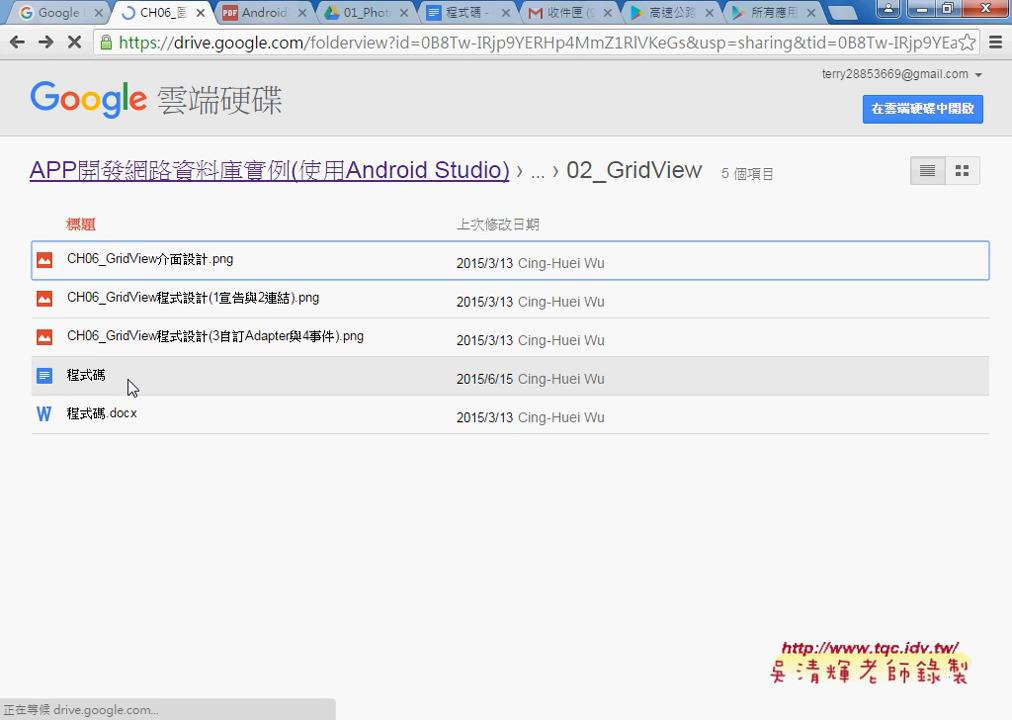 Google
CH06_圖
Android
01_Phot
程式碼 -
收件匣 (9
高速公路
所有應用
https://drive.google.com/folderview?id=0B8Tw-IRjp9YERHp4MmZ1RlVKeGs&usp=sharing&tid=0B8Tw-IRjp9YEa
terry28853669@gmail.com
Google 雲端硬碟
在雲端硬碟中開啟
APP開發網路資料庫實例(使用Android Studio) › ... › 02_GridView 5 個項目
標題 上次修改日期
CH06_GridView介面設計.png 2015/3/13 Cing-Huei Wu
CH06_GridView程式設計(1宣告與2連結).png 2015/3/13 Cing-Huei Wu
CH06_GridView程式設計(3自訂Adapter與4事件).png 2015/3/13 Cing-Huei Wu
程式碼 2015/6/15 Cing-Huei Wu
程式碼.docx 2015/3/13 Cing-Huei Wu
http://www.tqc.idv.tw/
吳清輝老師錄製
正在等候 drive.google.com...